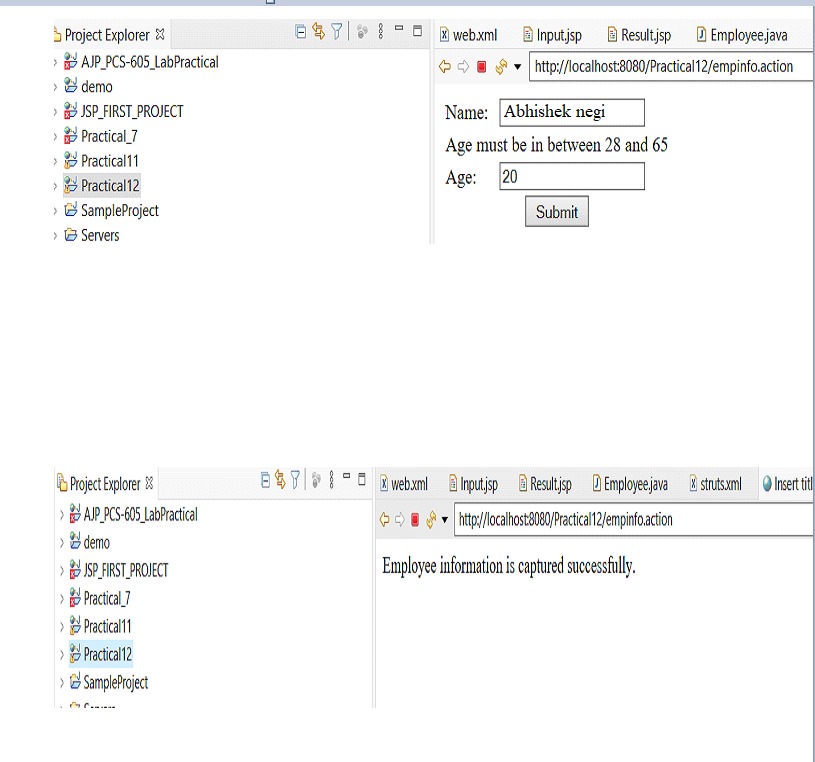 Project Explorer
AJP_PCS-605_LabPractical
demo
JSP_FIRST_PROJECT
Practical_7
Practical11
Practical12
SampleProject
Servers
web.xml Input.jsp Result.jsp Employee.java
http://localhost:8080/Practical12/empinfo.action
Name: Abhishek negi
Age must be in between 28 and 65
Age: 20
Submit
Project Explorer
AJP_PCS-605_LabPractical
demo
JSP_FIRST_PROJECT
Practical_7
Practical11
Practical12
SampleProject
web.xml Input.jsp Result.jsp Employee.java struts.xml Insert titl
http://localhost:8080/Practical12/empinfo.action
Employee information is captured successfully.